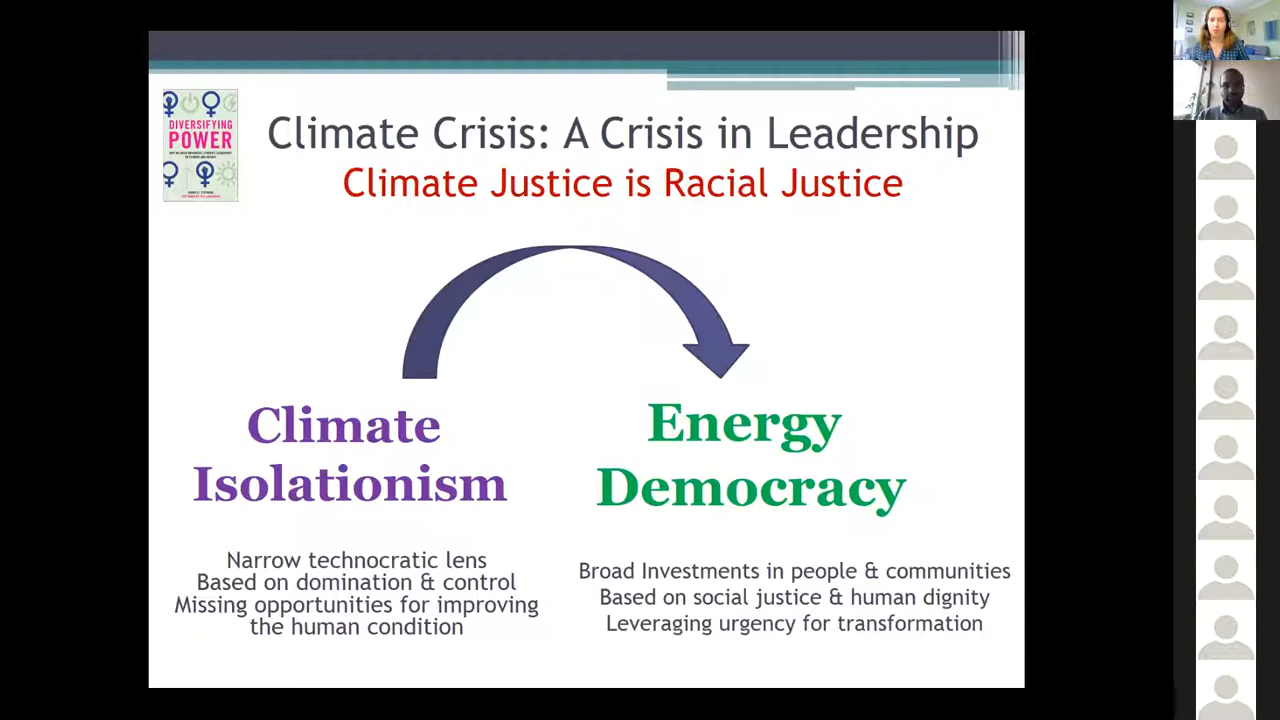 DIVERSIFYING
POWER
Climate Crisis: A Crisis in Leadership
Climate Justice is Racial Justice
Climate
Isolationism
Narrow technocratic lens
Based on domination & control
Missing opportunities for improving
the human condition
Energy
Democracy
Broad Investments in people & communities
Based on social justice & human dignity
Leveraging urgency for transformation